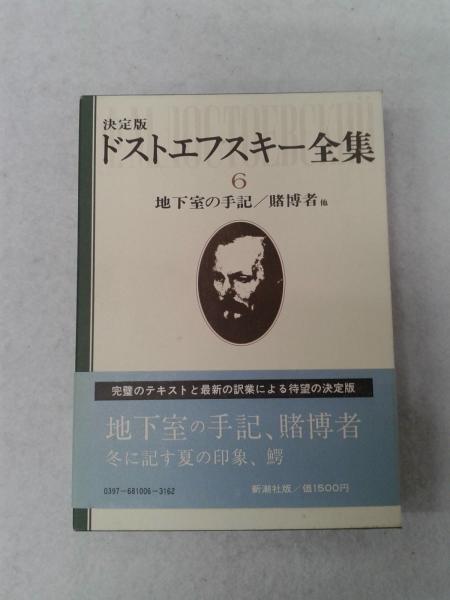 决定版
ドストエフスキー全集
6
地下室の手記/賭博者 他
完璧のテキストと最新の訳業による待望の決定版
地下室の手記、賭博者
冬に記す夏の印象、鰐
0397-681006-3162
新潮社版/価1500円